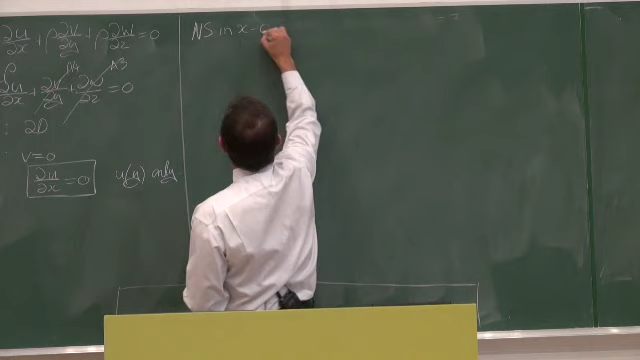 ∂u/∂x + ρ ∂v/∂y + ρ ∂w/∂z = 0
∂u/∂x + ∂v/∂y + ∂w/∂z = 0
: 2D
v = 0
∂u/∂x = 0 u(y) only
NS in x-